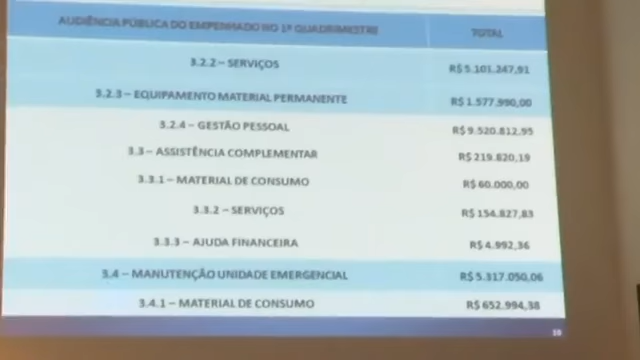 AUDIÊNCIA PÚBLICA DO EMPENHADO NO 1º QUADRIMESTRE TOTAL
3.2.2 – SERVIÇOS R$ 5.101.247,91
3.2.3 – EQUIPAMENTO MATERIAL PERMANENTE R$ 1.577.990,00
3.2.4 – GESTÃO PESSOAL R$ 9.520.812,95
3.3 – ASSISTÊNCIA COMPLEMENTAR R$ 219.820,19
3.3.1 – MATERIAL DE CONSUMO R$ 60.000,00
3.3.2 – SERVIÇOS R$ 154.827,83
3.3.3 – AJUDA FINANCEIRA R$ 4.992,36
3.4 – MANUTENÇÃO UNIDADE EMERGENCIAL R$ 5.317.050,06
3.4.1 – MATERIAL DE CONSUMO R$ 652.994,38